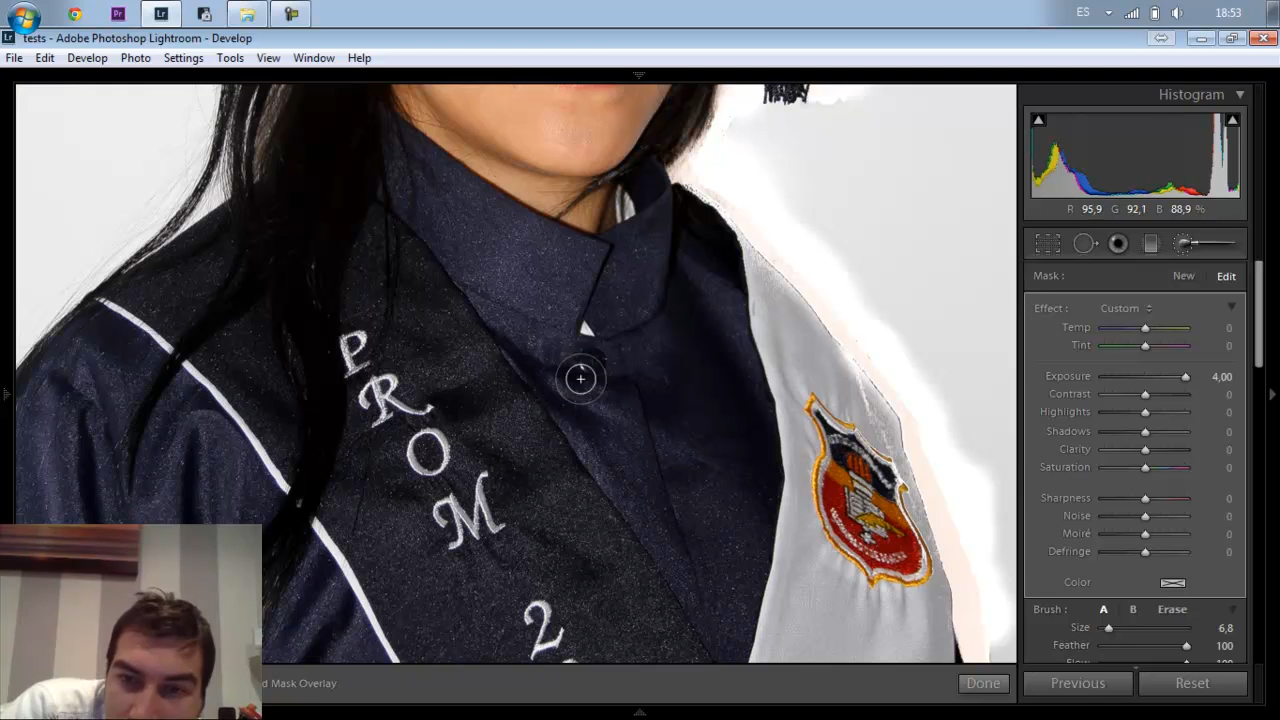 ES 18:53
tests - Adobe Photoshop Lightroom - Develop
File Edit Develop Photo Settings Tools View Window Help
Histogram
R 95,9 G 92,1 B 88,9 %
Mask : New Edit
Effect : Custom
Temp 0
Tint 0
Exposure 4,00
Contrast 0
Highlights 0
Shadows 0
Clarity 0
Saturation 0
Sharpness 0
Noise 0
Moiré 0
Defringe 0
Color
Brush : A B Erase
Size 6,8
Feather 100
d Mask Overlay
Done
Previous
Reset
PROM
2